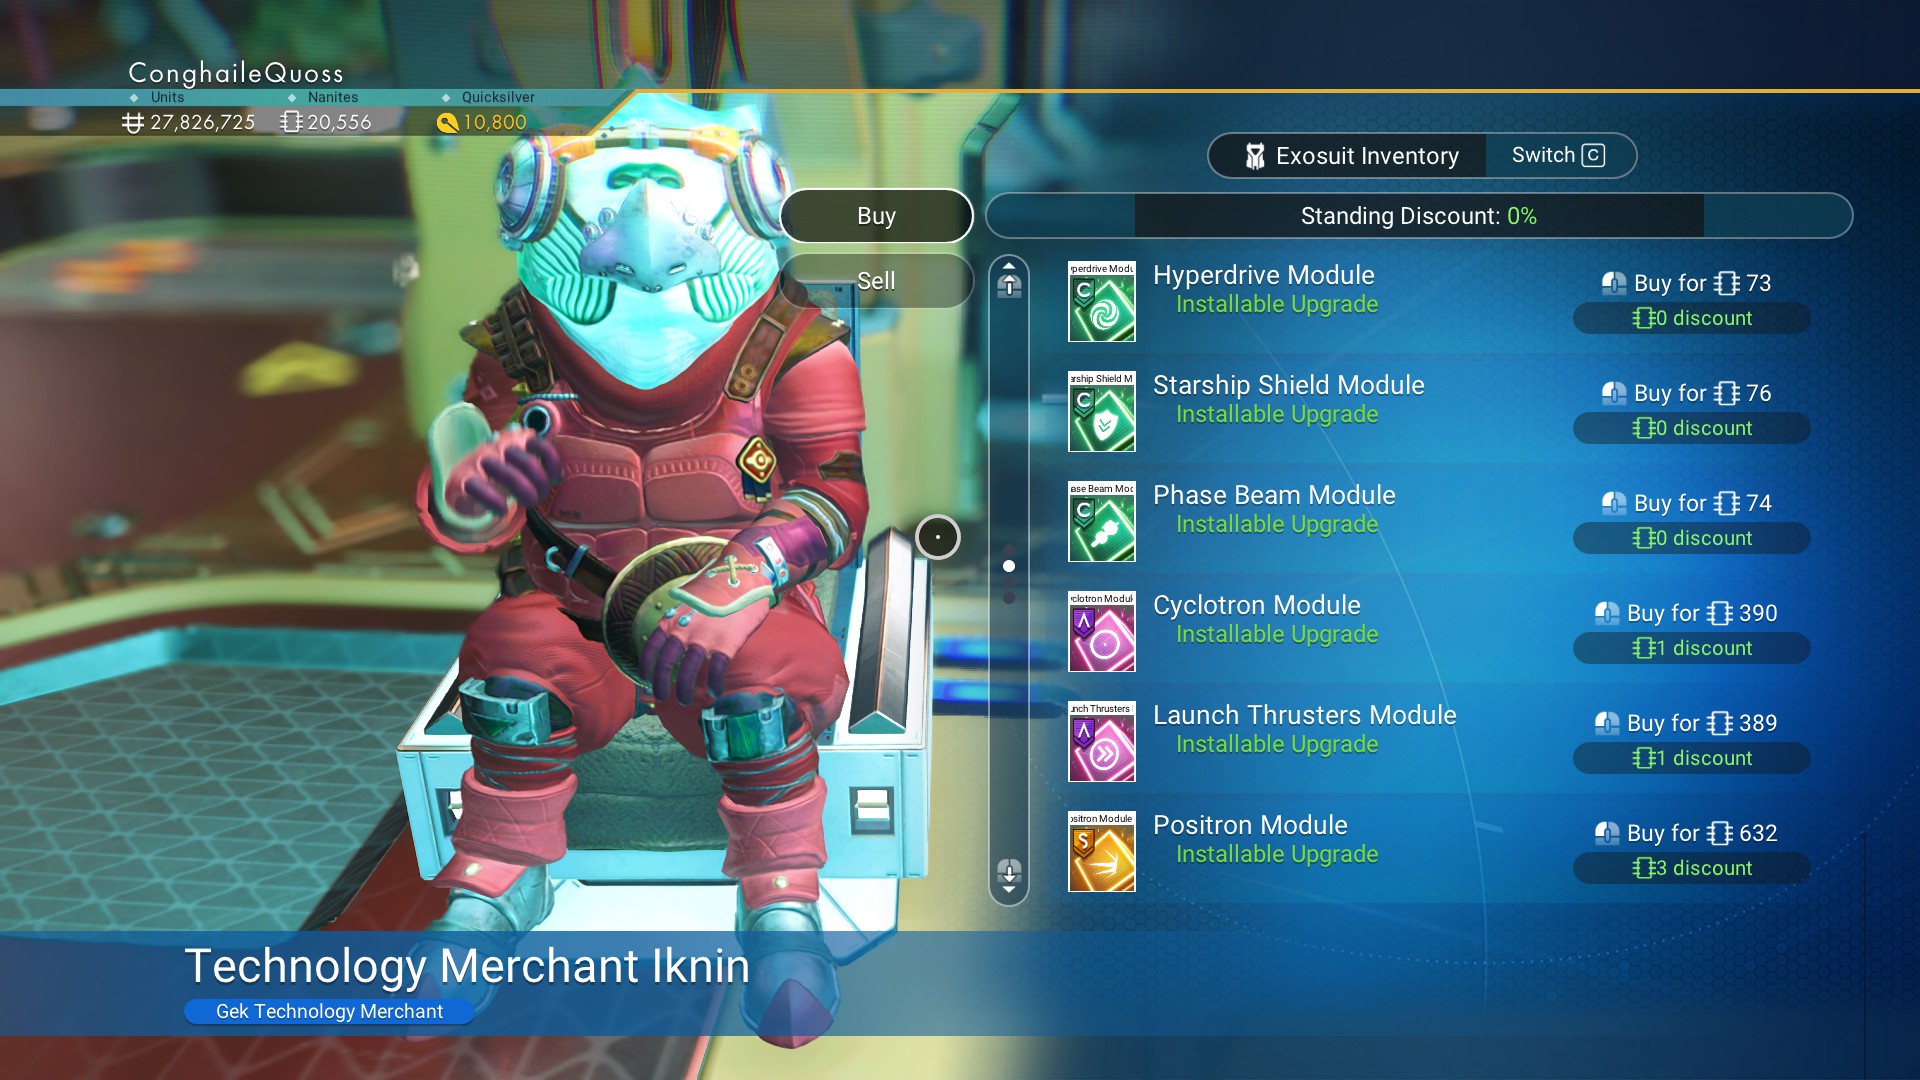 ConghaileQuoss
Units Nanites Quicksilver
27,826,725 20,556 10,800
Exosuit Inventory Switch C
Buy
Standing Discount: 0%
Sell
C
Hyperdrive Module
Installable Upgrade
Buy for 73
0 discount
C
Starship Shield Module
Installable Upgrade
Buy for 76
0 discount
C
Phase Beam Module
Installable Upgrade
Buy for 74
0 discount
A
Cyclotron Module
Installable Upgrade
Buy for 390
1 discount
A
Launch Thrusters Module
Installable Upgrade
Buy for 389
1 discount
Positron Module
S
Positron Module
Installable Upgrade
Buy for 632
3 discount
Technology Merchant Iknin
Gek Technology Merchant